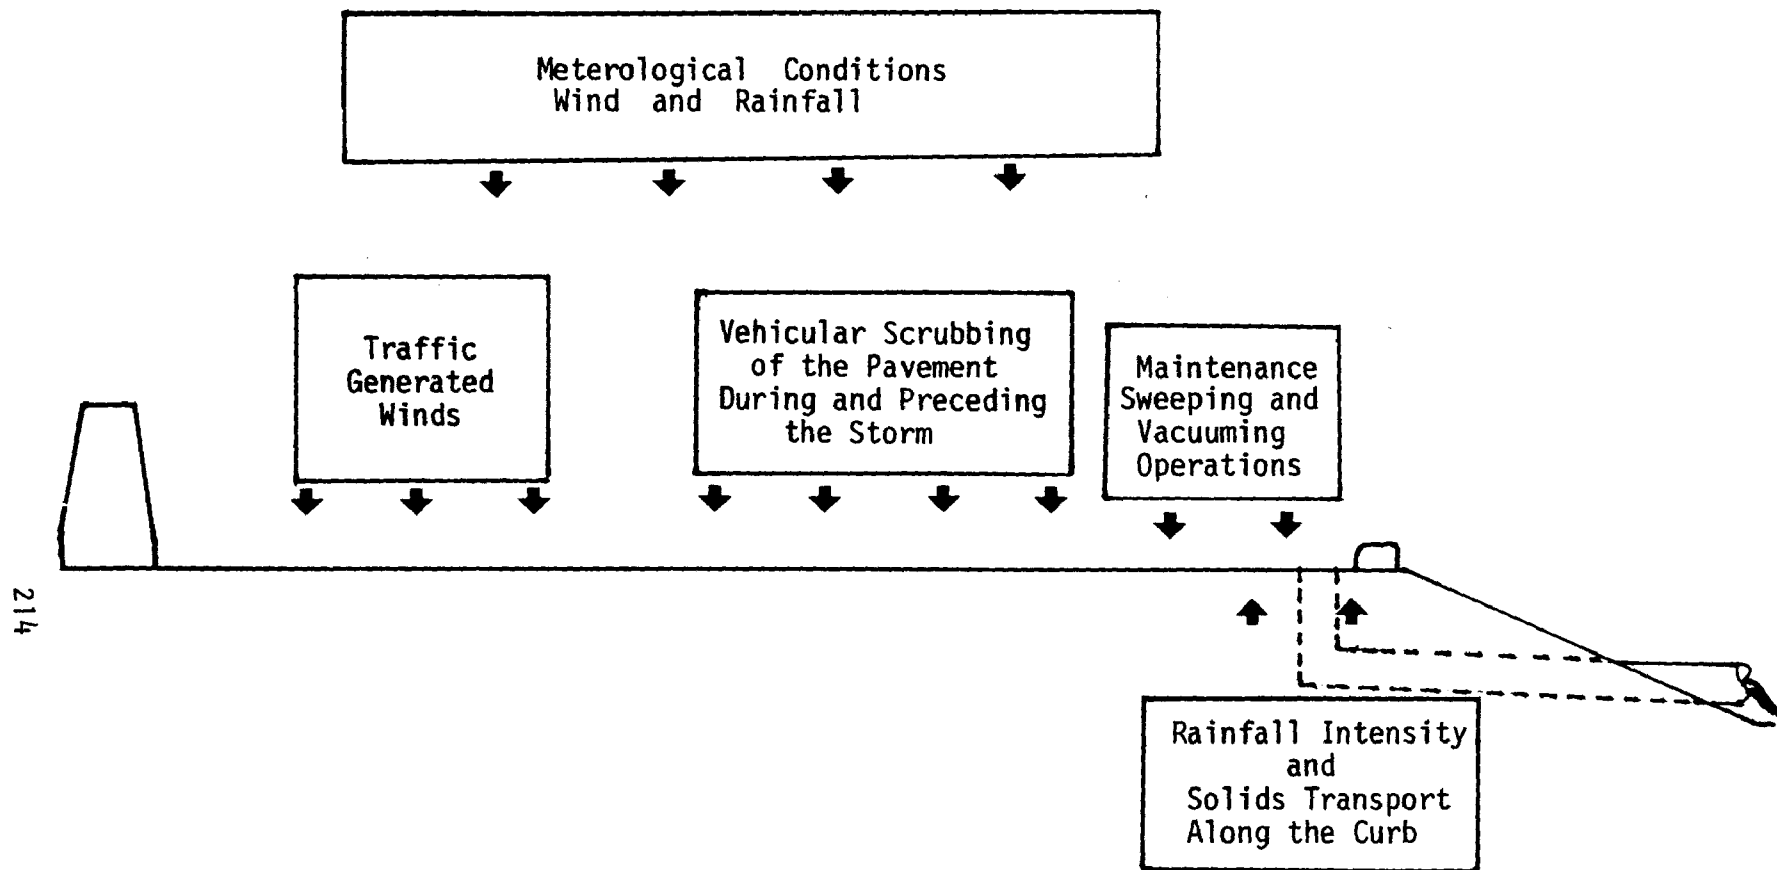 Meterological Conditions
Wind and Rainfall
Traffic
Generated
Winds
Vehicular Scrubbing
of the Pavement
During and Preceding
the Storm
Maintenance
Sweeping and
Vacuuming
Operations
214
Rainfall Intensity
and
Solids Transport
Along the Curb